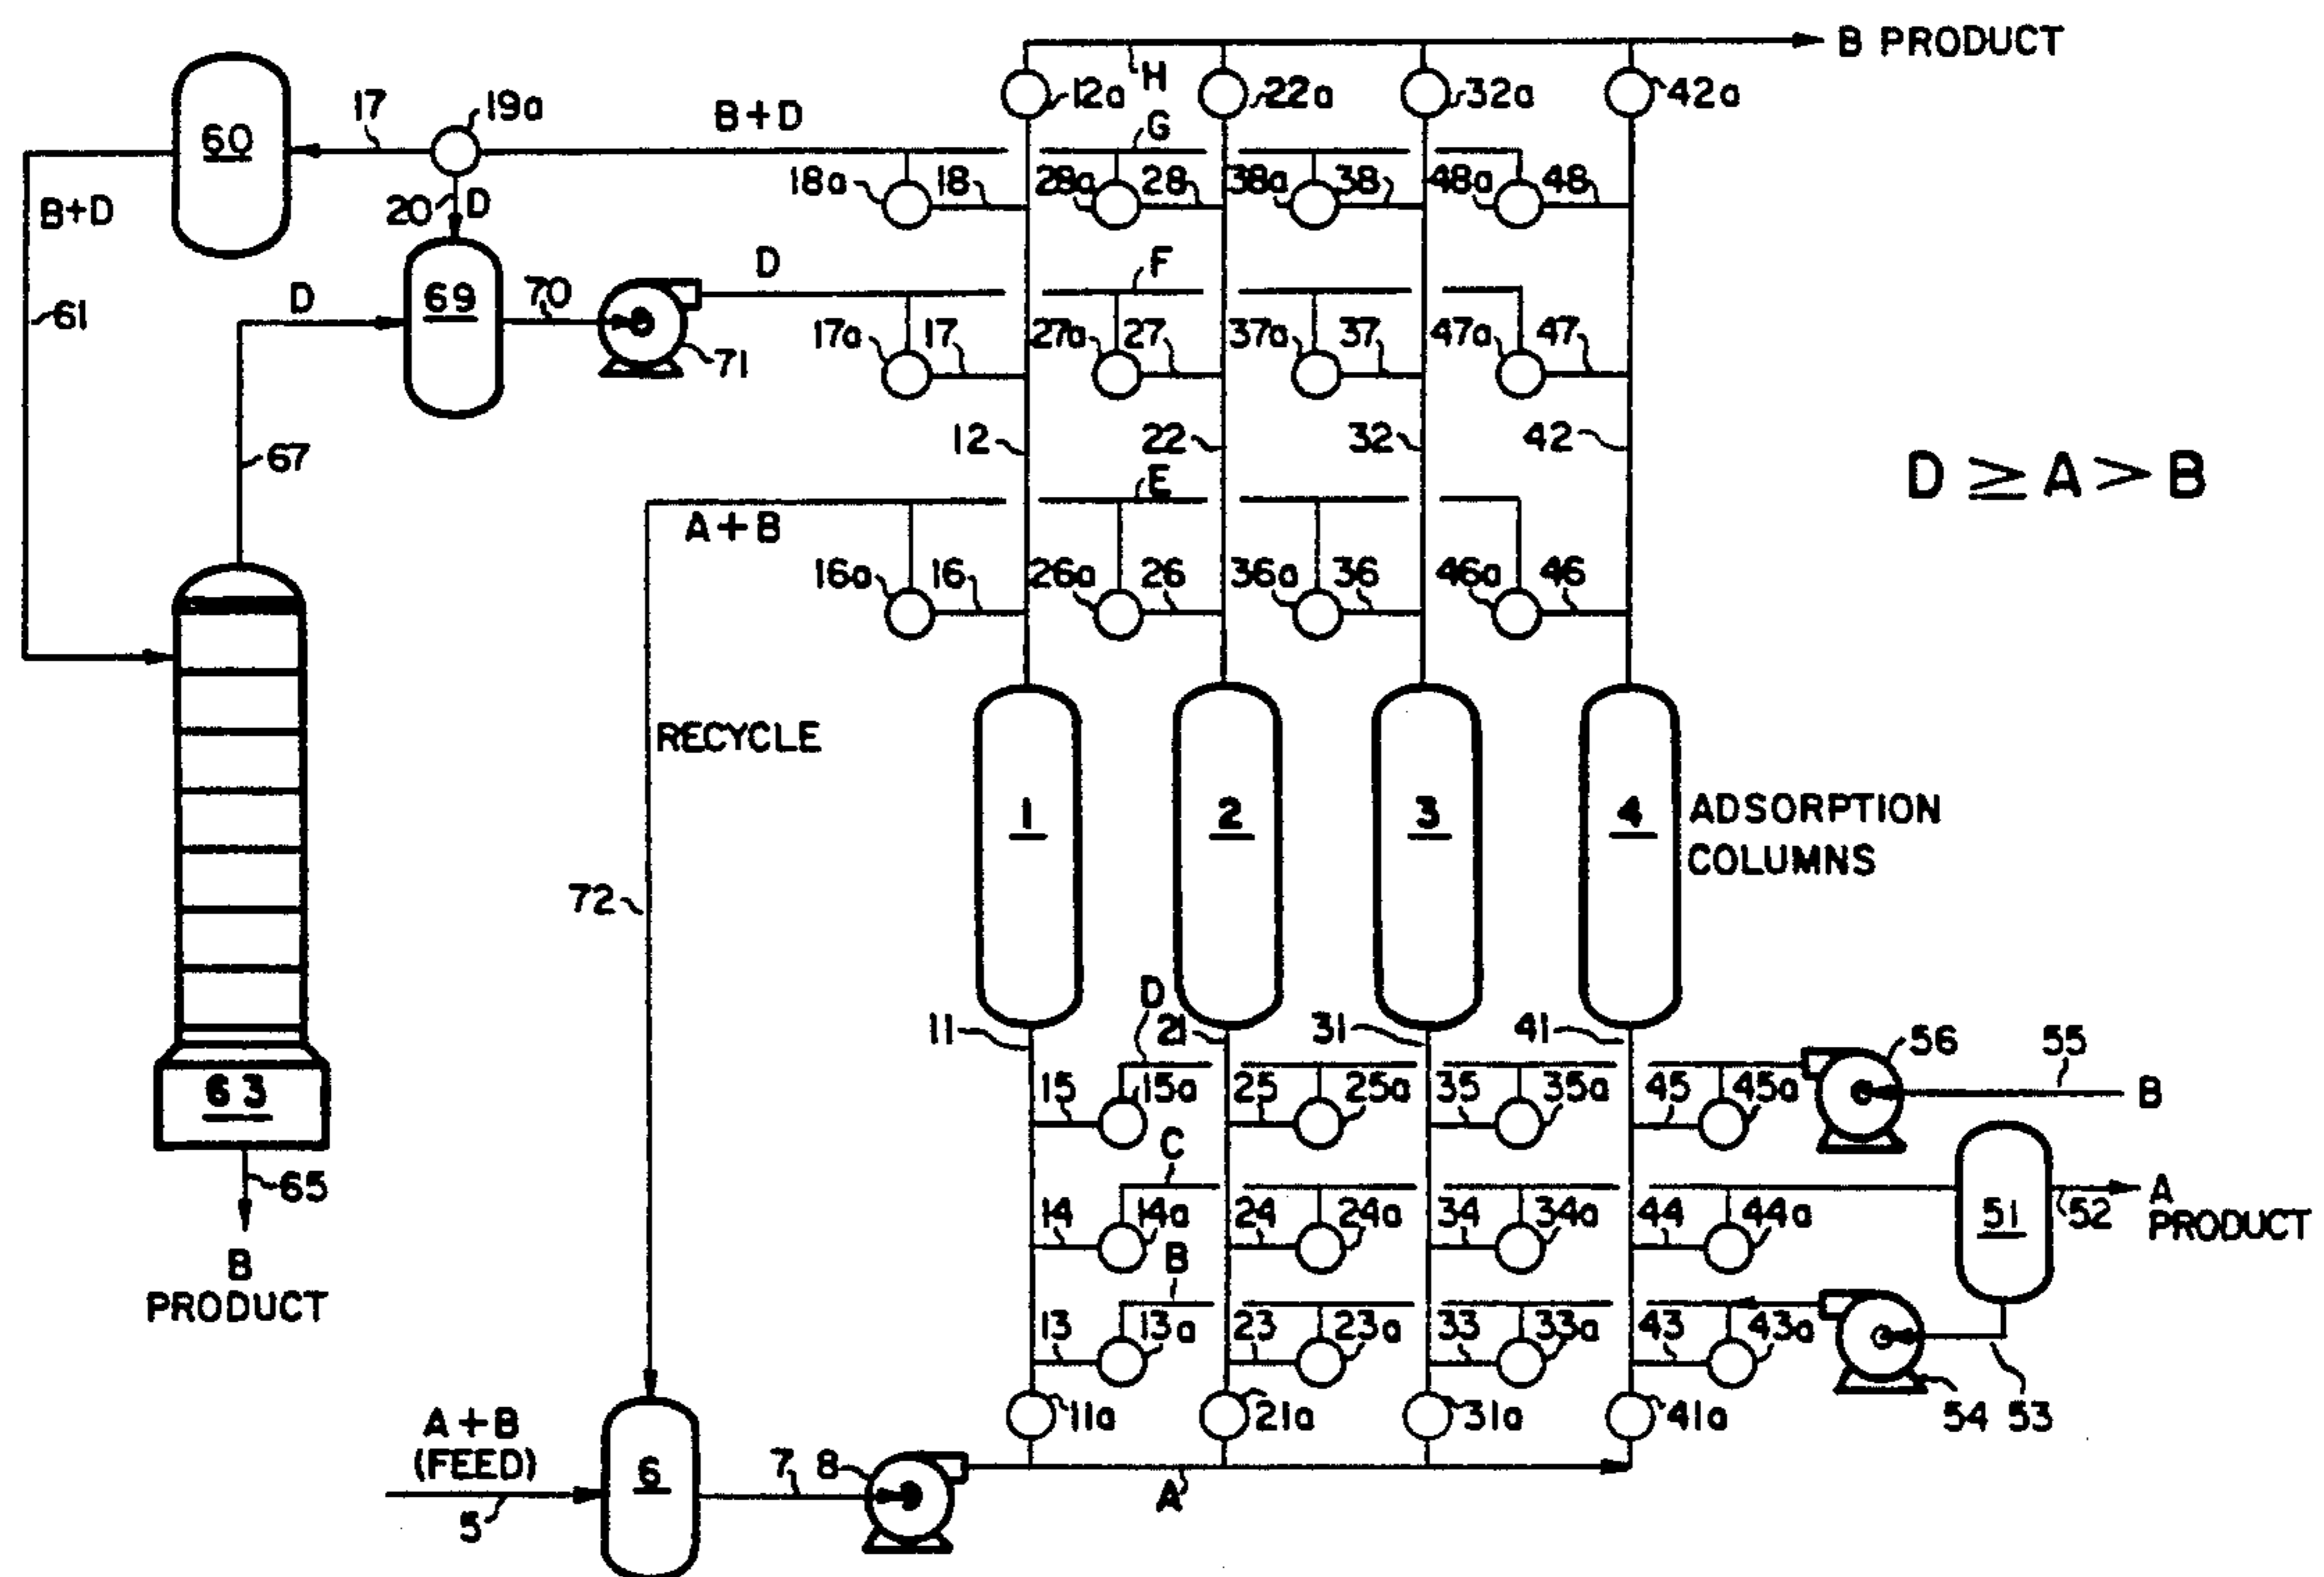 B PRODUCT
H
12a
22a
32a
42a
60
17
19a
B+D
G
18a
18
28a
28
38a
38
48a
48
B+D
20
D
61
D
69
70
71
D
F
17a
17
27a
27
37a
37
47a
47
67
12
22
32
42
D ≥ A > B
E
A+B
16a
16
26a
26
36a
36
46a
46
RECYCLE
72
1
2
3
4
ADSORPTION
COLUMNS
63
65
B
PRODUCT
11
D
21
31
41
56
55
B
15
15a
25
25a
35
35a
45
45a
C
14
14a
24
24a
34
34a
44
44a
51
52
A
PRODUCT
B
13
13a
23
23a
33
33a
43
43a
54
53
11a
21a
31a
41a
A
A+B
(FEED)
5
6
7
8